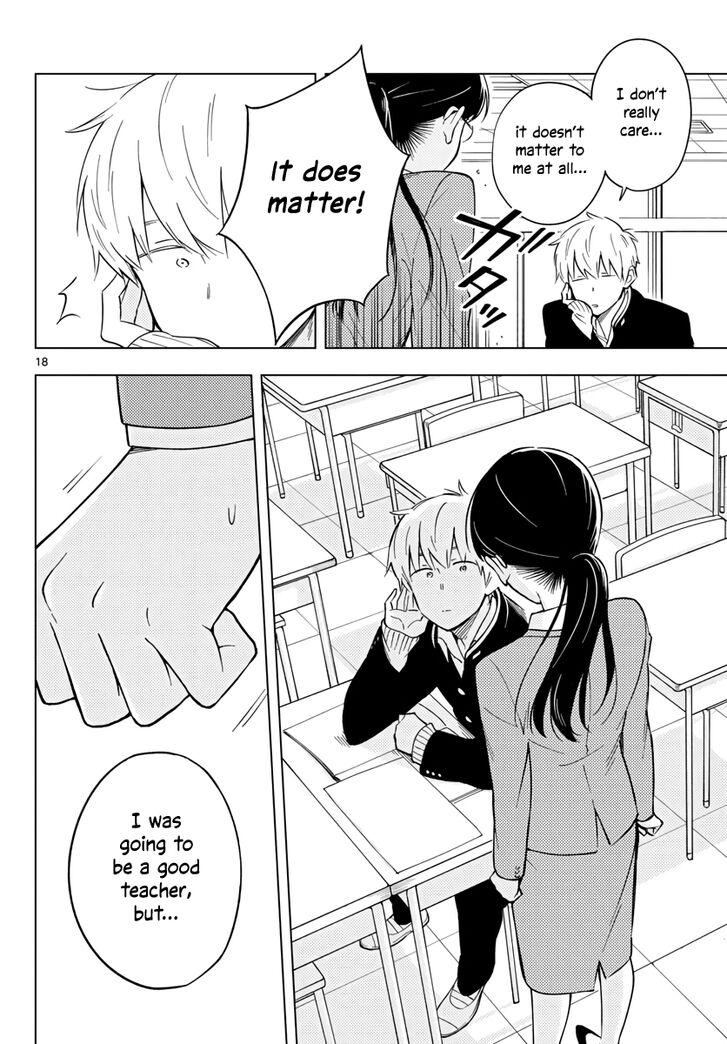 I don't
really
care...
it doesn't
matter to
me at all...
ガタッ
It does
matter!
18
I was
going to
be a good
teacher,
but...